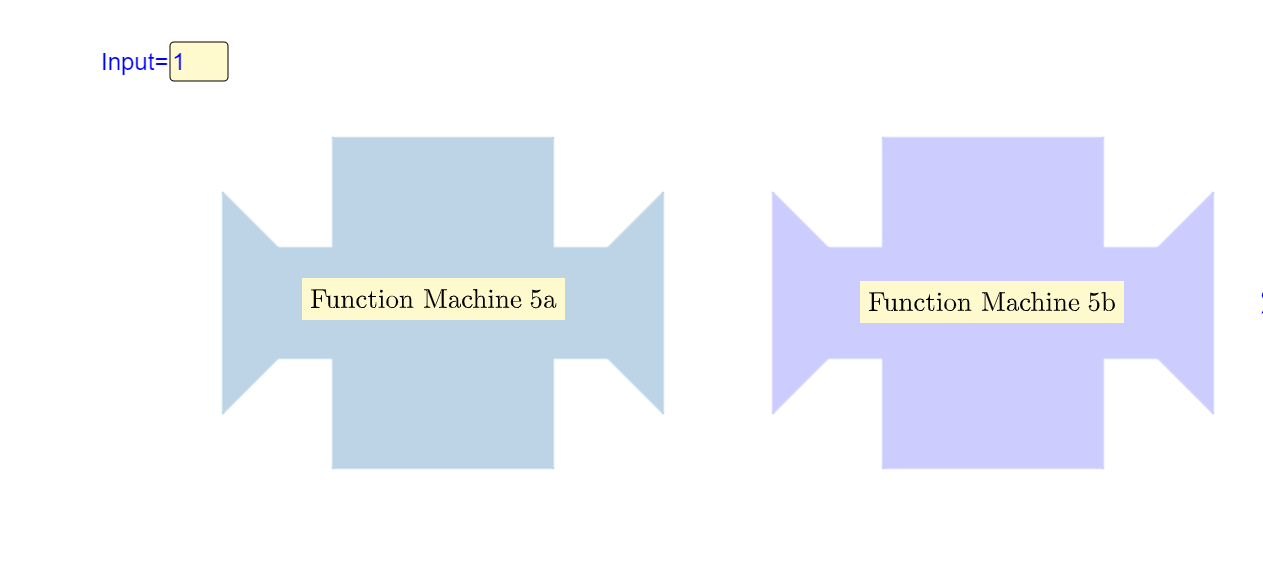 Input=1
Function Machine 5a
Function Machine 5b